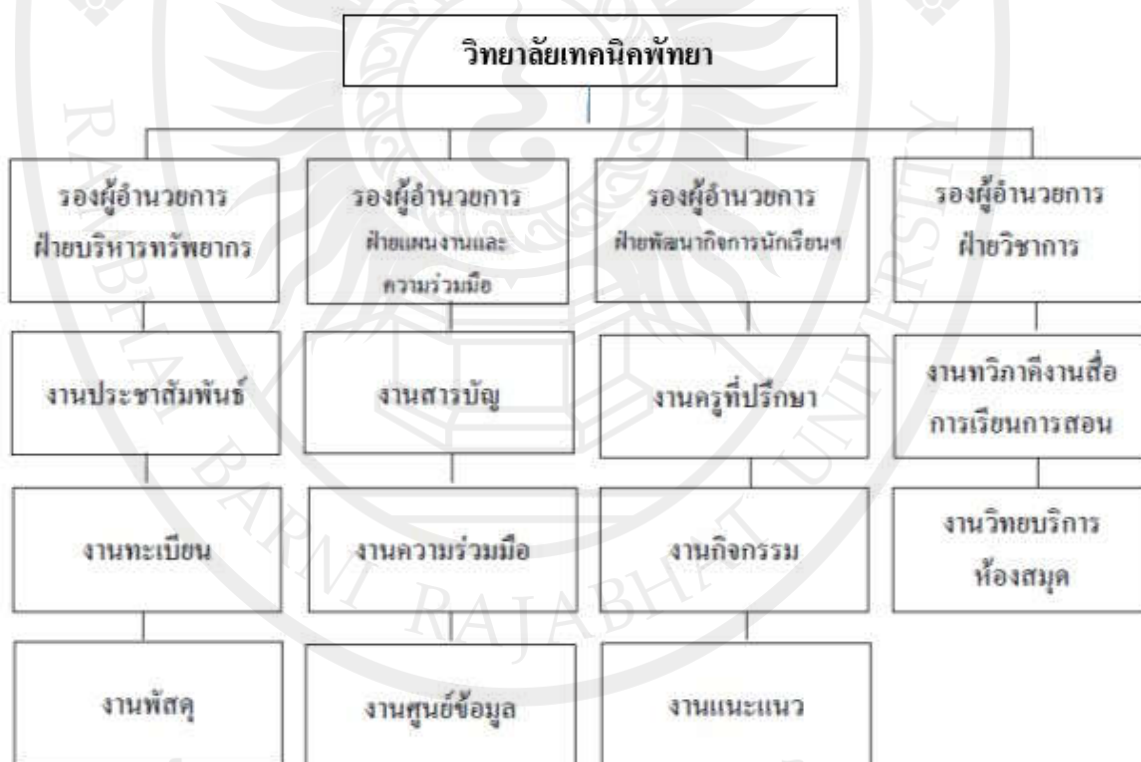 วิทยาลัยเทคนิคพัทยา
รองผู้อำนวยการ
ฝ่ายบริหารทรัพยากร
รองผู้อำนวยการ
ฝ่ายแผนงานและ
ความร่วมมือ
รองผู้อำนวยการ
ฝ่ายพัฒนากิจการนักเรียนฯ
รองผู้อำนวยการ
ฝ่ายวิชาการ
งานประชาสัมพันธ์
งานสารบัญ
งานครูที่ปรึกษา
งานทวิภาคีงานสื่อ
การเรียนการสอน
งานทะเบียน
งานความร่วมมือ
งานกิจกรรม
งานวิทยบริการ
ห้องสมุด
งานพัสดุ
งานศูนย์ข้อมูล
งานแนะแนว
RAMBHAI BARNI RAJABHAT UNIVERSITY